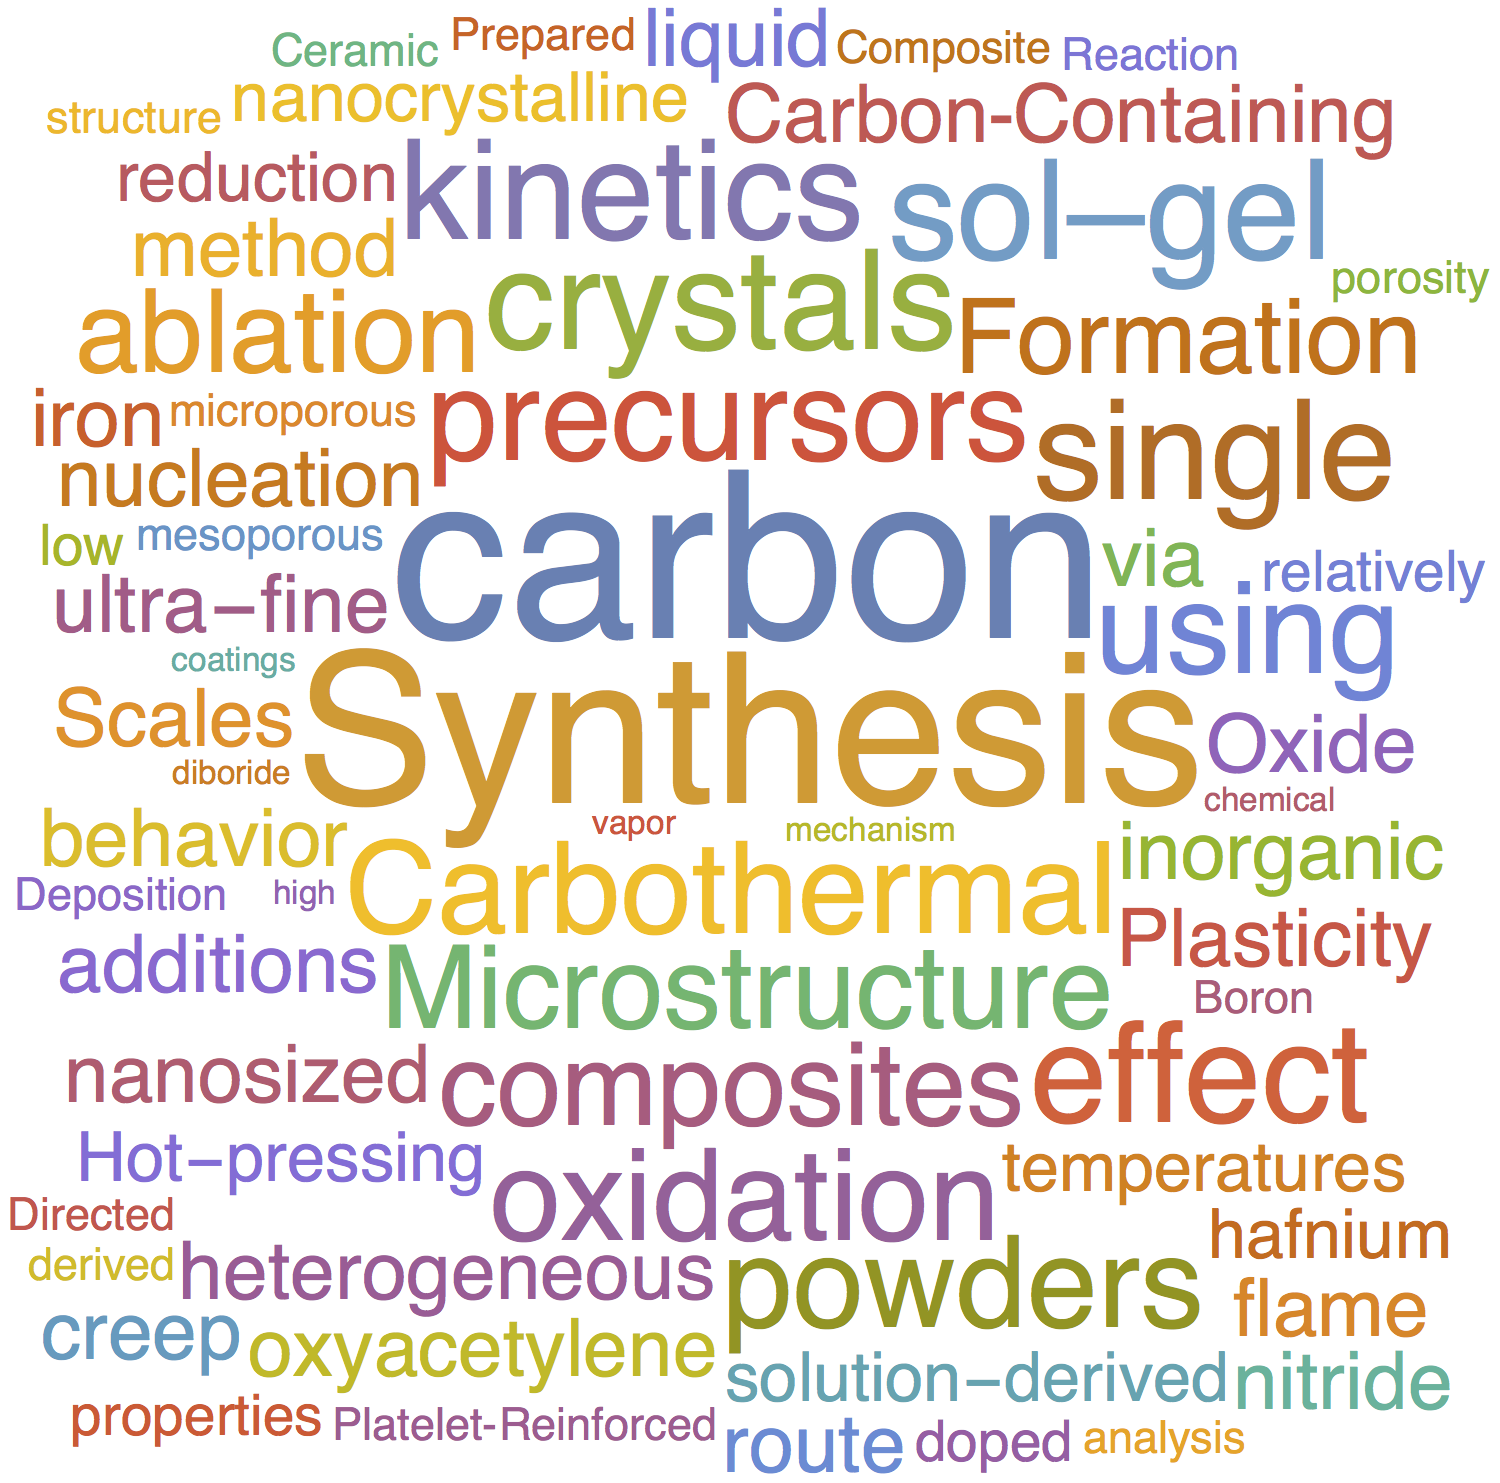 Ceramic Prepared liquid Composite Reaction
structure nanocrystalline Carbon-Containing
reduction kinetics sol–gel
method crystals porosity
ablation Formation
iron microporous precursors single
nucleation
low mesoporous carbon via relatively
ultra–fine using
coatings
Scales Synthesis Oxide
diboride chemical
behavior vapor mechanism inorganic
Deposition high Carbothermal
additions Microstructure Plasticity
Boron
nanosized composites effect
Hot–pressing oxidation temperatures
Directed hafnium
derived heterogeneous powders flame
creep oxyacetylene
solution–derived nitride
properties Platelet-Reinforced route doped analysis